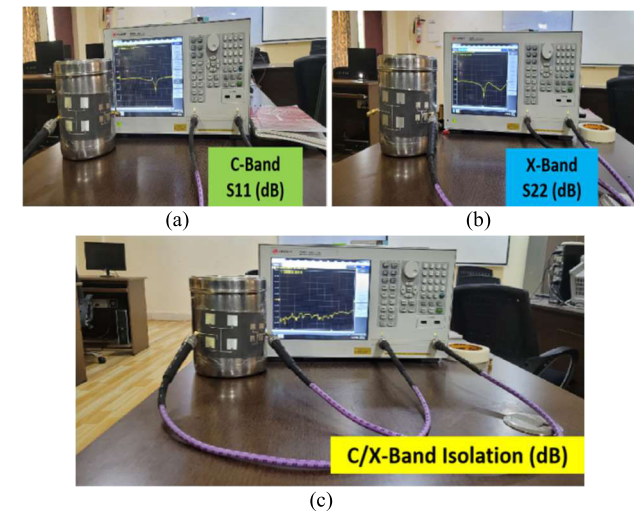 C-Band
S11 (dB)
(a)
X-Band
S22 (dB)
(b)
C/X-Band Isolation (dB)
(c)